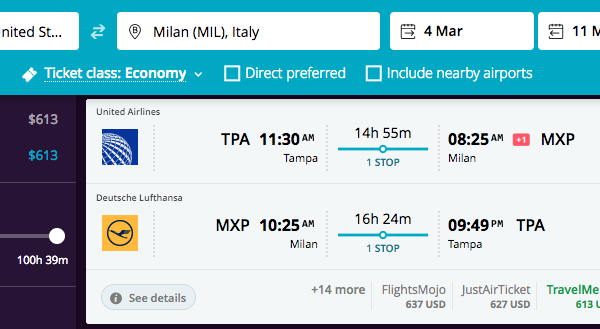 nited St... Milan (MIL), Italy 4 Mar 11 M
Ticket class: Economy Direct preferred Include nearby airports
$613
$613
100h 39m
United Airlines
TPA 11:30 AM 14h 55m 08:25 AM +1 MXP
Tampa 1 STOP Milan
Deutsche Lufthansa
MXP 10:25 AM 16h 24m 09:49 PM TPA
Milan 1 STOP Tampa
See details +14 more FlightsMojo JustAirTicket TravelMe
637 USD 627 USD 613 U